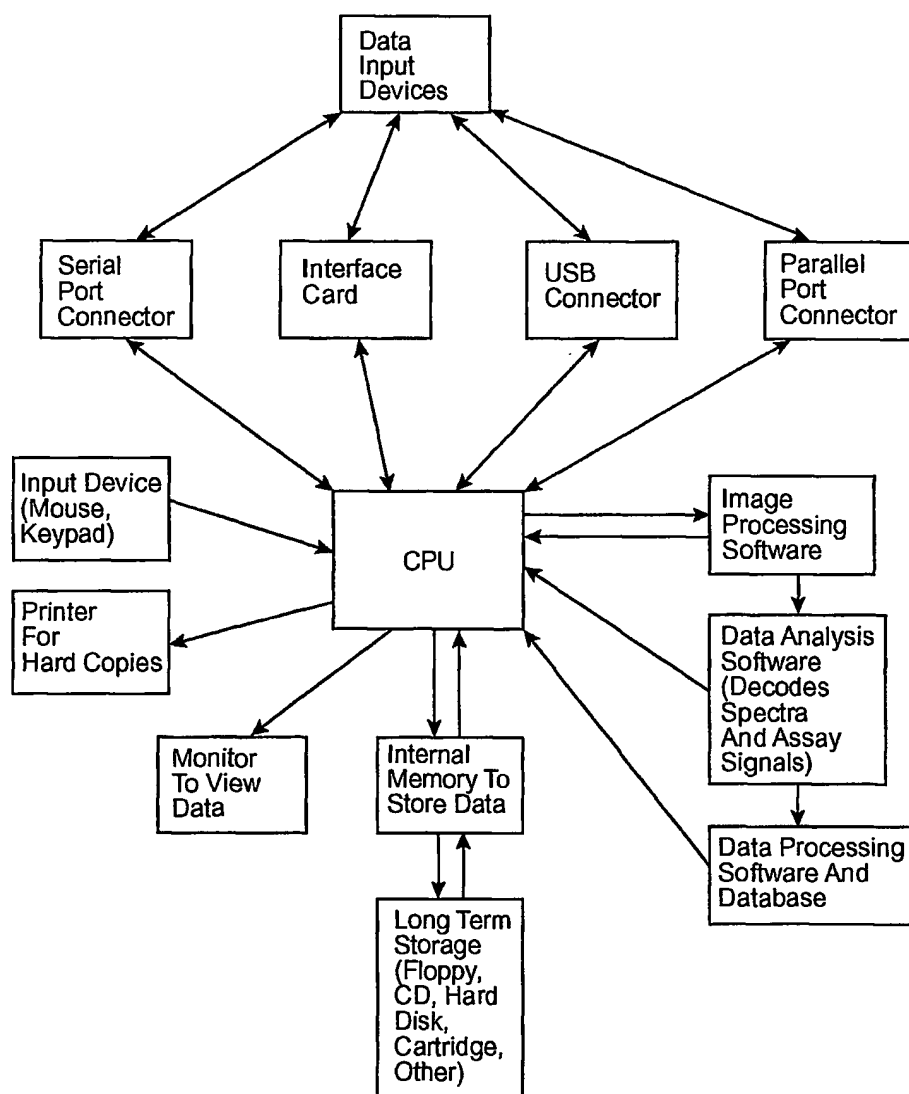 Data
Input
Devices
Serial
Port
Connector
Interface
Card
USB
Connector
Parallel
Port
Connector
Input Device
(Mouse,
Keypad)
CPU
Image
Processing
Software
Printer
For
Hard Copies
Data Analysis
Software
(Decodes
Spectra
And Assay
Signals)
Monitor
To View
Data
Internal
Memory To
Store Data
Data Processing
Software And
Database
Long Term
Storage
(Floppy,
CD, Hard
Disk,
Cartridge,
Other)